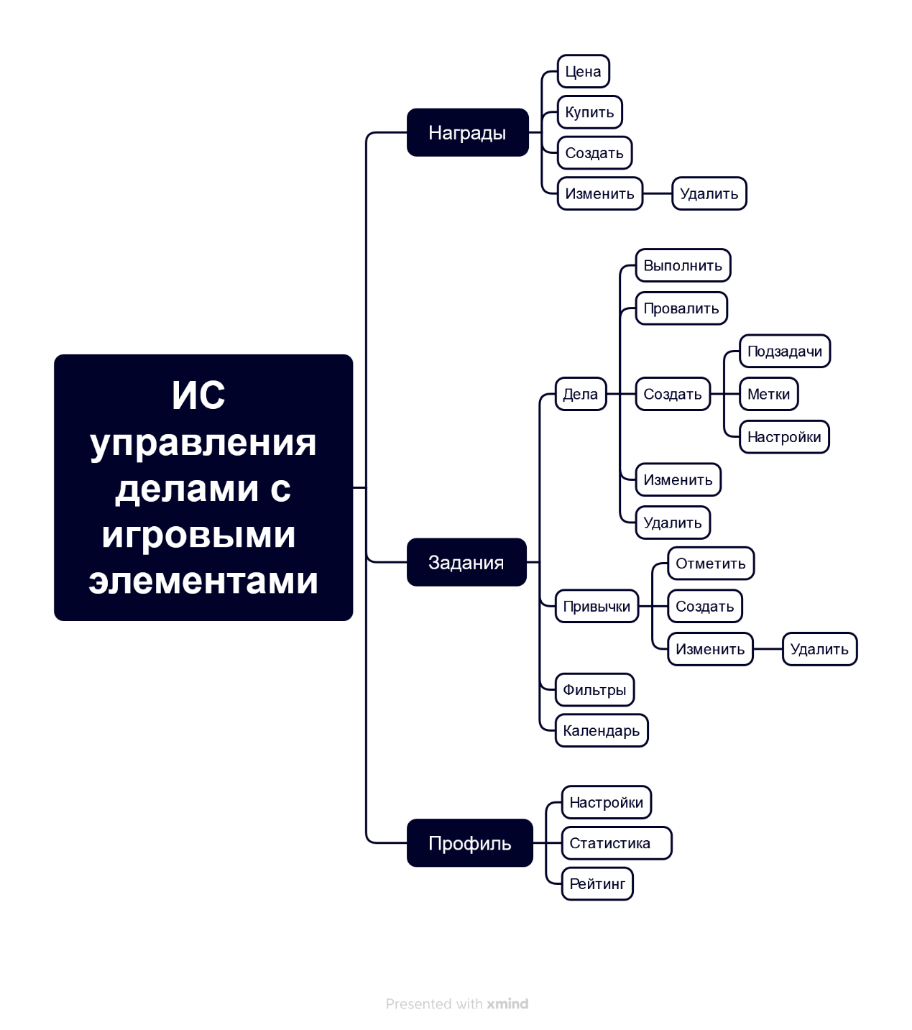 ИС
управления
делами с
игровыми
элементами
Награды
Цена
Купить
Создать
Изменить
Удалить
Задания
Дела
Выполнить
Провалить
Создать
Подзадачи
Метки
Настройки
Изменить
Удалить
Привычки
Отметить
Создать
Изменить
Удалить
Фильтры
Календарь
Профиль
Настройки
Статистика
Рейтинг
Presented with xmind